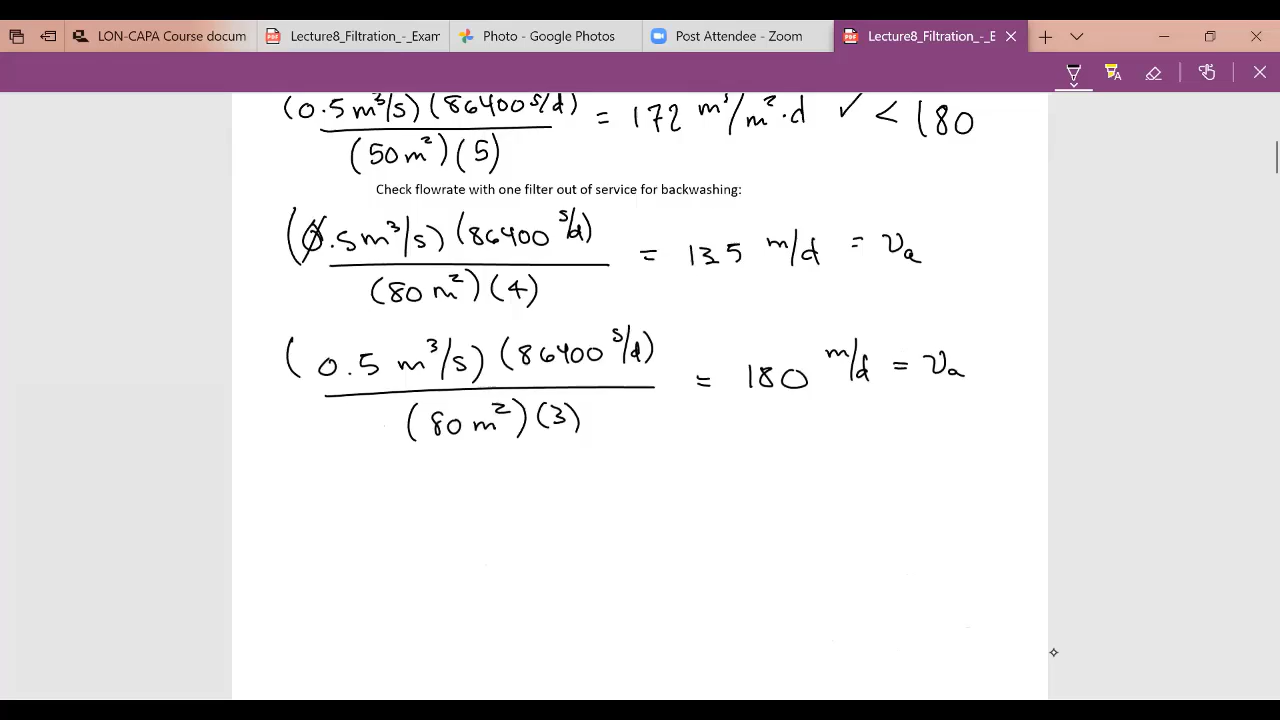 LON-CAPA Course docum
Lecture8_Filtration_-_Exam
Photo - Google Photos
Post Attendee - Zoom
Lecture8_Filtration_-_E
(0.5 m³/s) (86400 s/d) = 172 m³/m²·d ✓ < 180
(50 m²) (5)
Check flowrate with one filter out of service for backwashing:
(0.5 m³/s) (86400 s/d) = 135 m/d = va
(80 m²) (4)
(0.5 m³/s) (86400 s/d) = 180 m/d = va
(80 m²) (3)